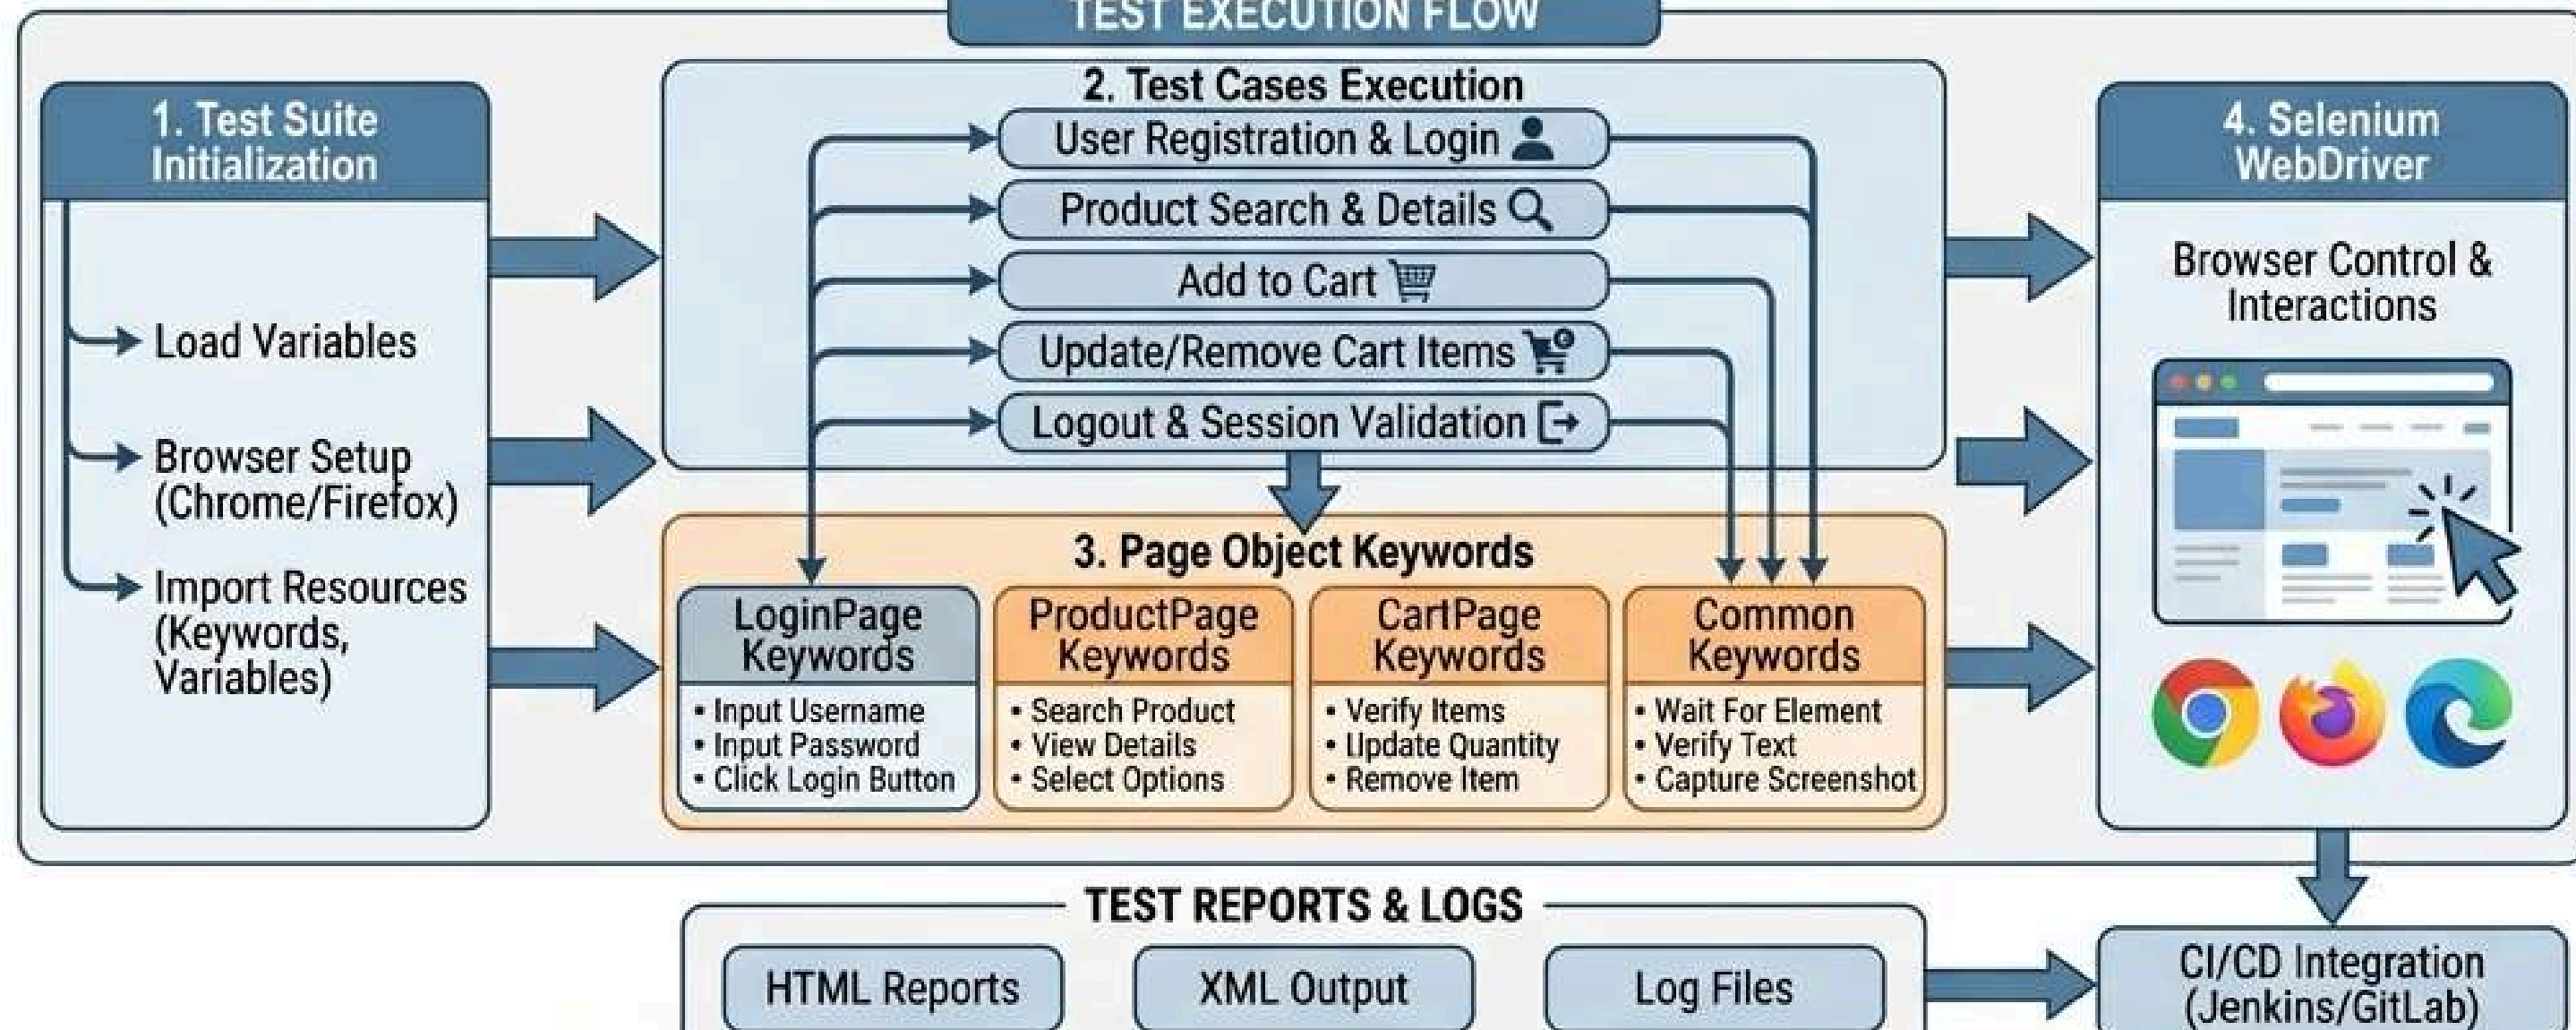 TEST EXECUTION FLOW
1. Test Suite
Initialization
Load Variables
Browser Setup
(Chrome/Firefox)
Import Resources
(Keywords,
Variables)
2. Test Cases Execution
User Registration & Login
Product Search & Details
Add to Cart
Update/Remove Cart Items
Logout & Session Validation
3. Page Object Keywords
LoginPage
Keywords
• Input Username
• Input Password
• Click Login Button
ProductPage
Keywords
• Search Product
• View Details
• Select Options
CartPage
Keywords
• Verify Items
• Update Quantity
• Remove Item
Common
Keywords
• Wait For Element
• Verify Text
• Capture Screenshot
4. Selenium
WebDriver
Browser Control &
Interactions
TEST REPORTS & LOGS
HTML Reports
XML Output
Log Files
CI/CD Integration
(Jenkins/GitLab)